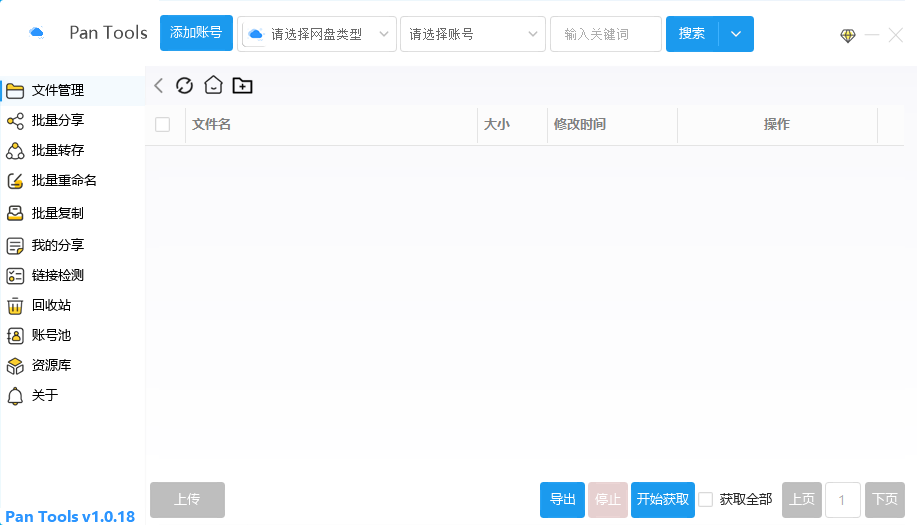 Pan Tools
添加账号
请选择网盘类型
请选择账号
输入关键词
搜索
文件管理
批量分享
批量转存
批量重命名
批量复制
我的分享
链接检测
回收站
账号池
资源库
关于
Pan Tools v1.0.18
文件名
大小
修改时间
操作
上传
导出
停止
开始获取
获取全部
上页
1
下页